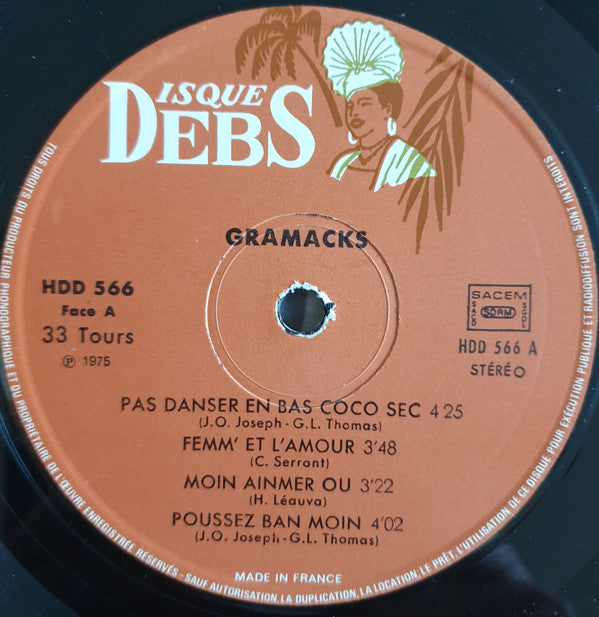 DISQUE
DEBS
GRAMACKS
HDD 566
Face A
33 Tours
Ⓟ 1975
SACEM
SACD SDRM SGDL
HDD 566 A
STÉRÉO
PAS DANSER EN BAS COCO SEC 4 25
(J.O. Joseph - G.L. Thomas)
FEMM' ET L'AMOUR 3'48
(C. Serrant)
MOIN AINMER OU 3'22
(H. Léauva)
POUSSEZ BAN MOIN 4'02
(J.O. Joseph - G.L. Thomas)
MADE IN FRANCE
TOUS DROITS DU PRODUCTEUR PHONOGRAPHIQUE ET DU PROPRIÉTAIRE DE L'ŒUVRE ENREGISTRÉE RÉSERVÉS - SAUF AUTORISATION, LA DUPLICATION, LA LOCATION, LE PRÊT, L'UTILISATION DE CE DISQUE POUR EXÉCUTION PUBLIQUE ET RADIODIFFUSION SONT INTERDITS